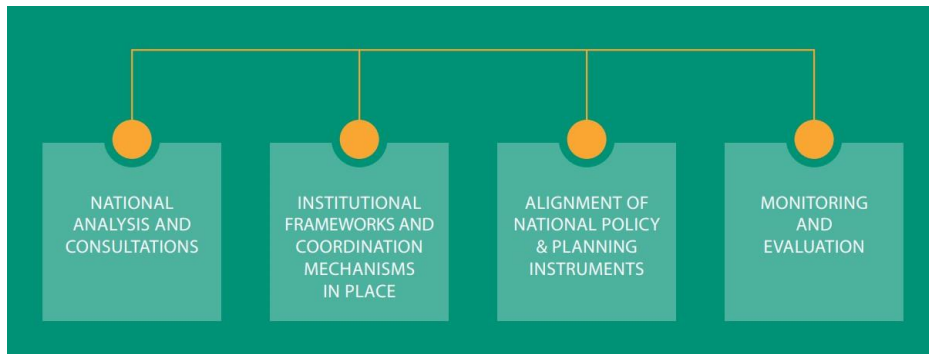 NATIONAL
ANALYSIS AND
CONSULTATIONS
INSTITUTIONAL
FRAMEWORKS AND
COORDINATION
MECHANISMS
IN PLACE
ALIGNMENT OF
NATIONAL POLICY
& PLANNING
INSTRUMENTS
MONITORING
AND
EVALUATION